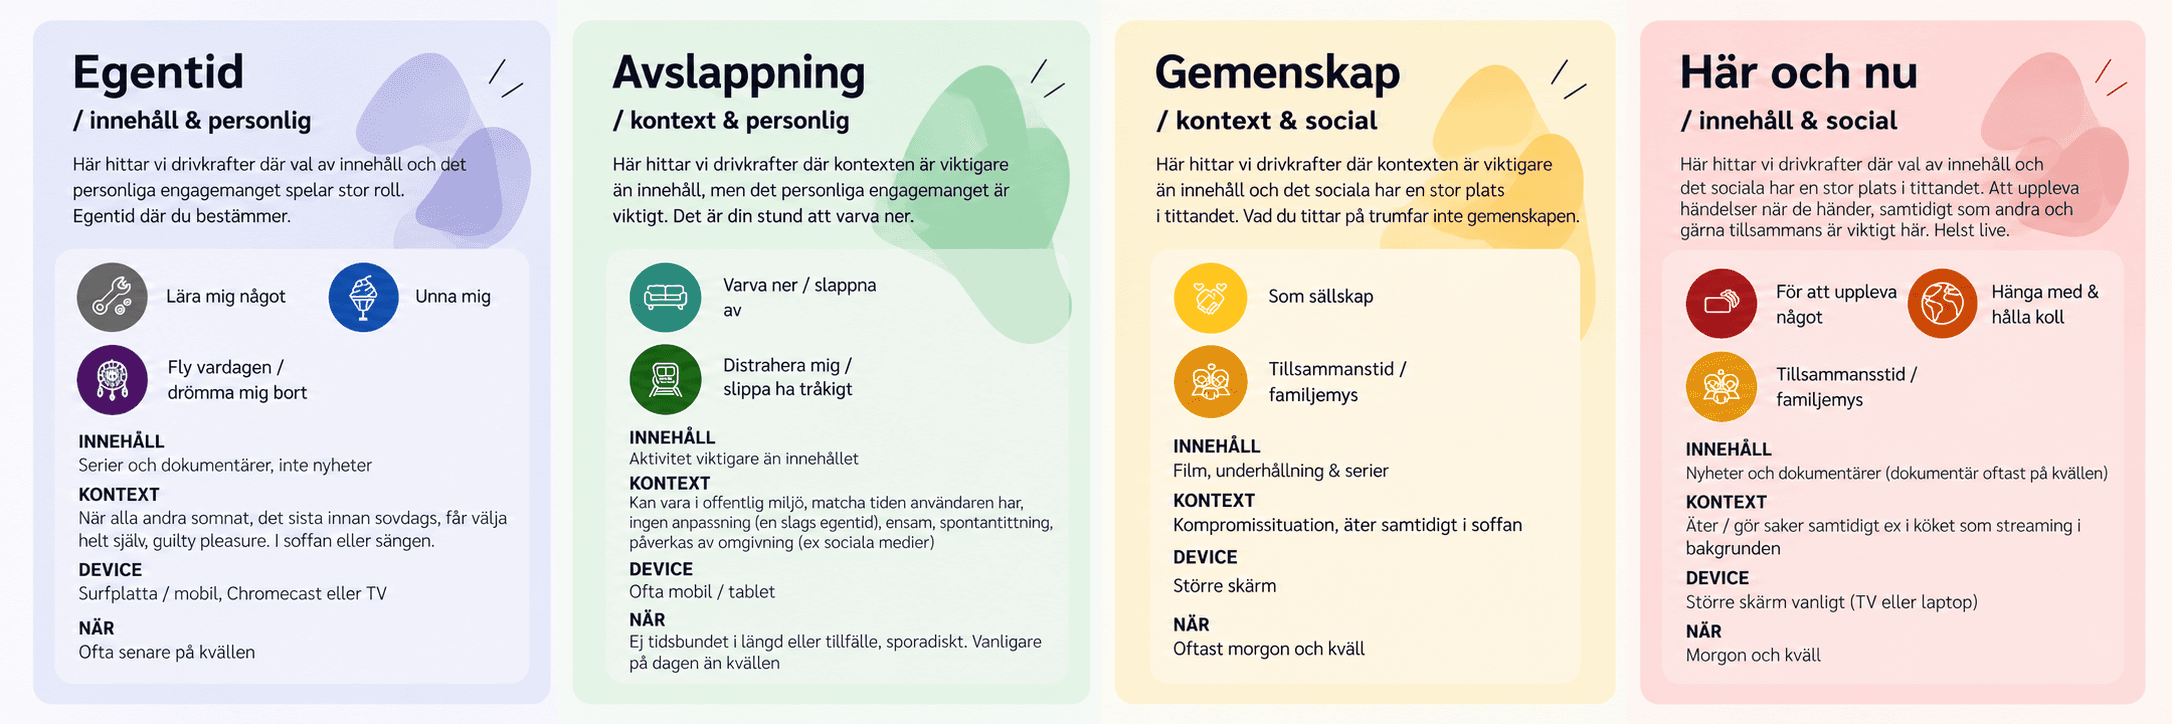 Egentid
/ innehåll & personlig
Här hittar vi drivkrafter där val av innehåll och det
personliga engagemanget spelar stor roll.
Egentid där du bestämmer.
Lära mig något
Unna mig
Fly vardagen /
drömma mig bort
INNEHÅLL
Serier och dokumentärer, inte nyheter
KONTEXT
När alla andra somnat, det sista innan sovdags, får välja
helt själv, guilty pleasure. I soffan eller sängen.
DEVICE
Surfplatta / mobil, Chromecast eller TV
NÄR
Ofta senare på kvällen
Avslappning
/ kontext & personlig
Här hittar vi drivkrafter där kontexten är viktigare
än innehåll, men det personliga engagemanget är
viktigt. Det är din stund att varva ner.
Varva ner / slappna
av
Distrahera mig /
slippa ha tråkigt
INNEHÅLL
Aktivitet viktigare än innehållet
KONTEXT
Kan vara i offentlig miljö, matcha tiden användaren har,
ingen anpassning (en slags egentid), ensam, spontantittning,
påverkas av omgivning (ex sociala medier)
DEVICE
Ofta mobil / tablet
NÄR
Ej tidsbundet i längd eller tillfälle, sporadiskt. Vanligare
på dagen än kvällen
Gemenskap
/ kontext & social
Här hittar vi drivkrafter där kontexten är viktigare
än innehåll och det sociala har en stor plats
i tittandet. Vad du tittar på trumfar inte gemenskapen.
Som sällskap
Tillsammanstid /
familjemys
INNEHÅLL
Film, underhållning & serier
KONTEXT
Kompromissituation, äter samtidigt i soffan
DEVICE
Större skärm
NÄR
Oftast morgon och kväll
Här och nu
/ innehåll & social
Här hittar vi drivkrafter där val av innehåll och
det sociala har en stor plats i tittandet. Att uppleva
händelser när de händer, samtidigt som andra och
gärna tillsammans är viktigt här. Helst live.
För att uppleva
något
Hänga med &
hålla koll
Tillsammansstid /
familjemys
INNEHÅLL
Nyheter och dokumentärer (dokumentär oftast på kvällen)
KONTEXT
Äter / gör saker samtidigt ex i köket som streaming i
bakgrunden
DEVICE
Större skärm vanligt (TV eller laptop)
NÄR
Morgon och kväll